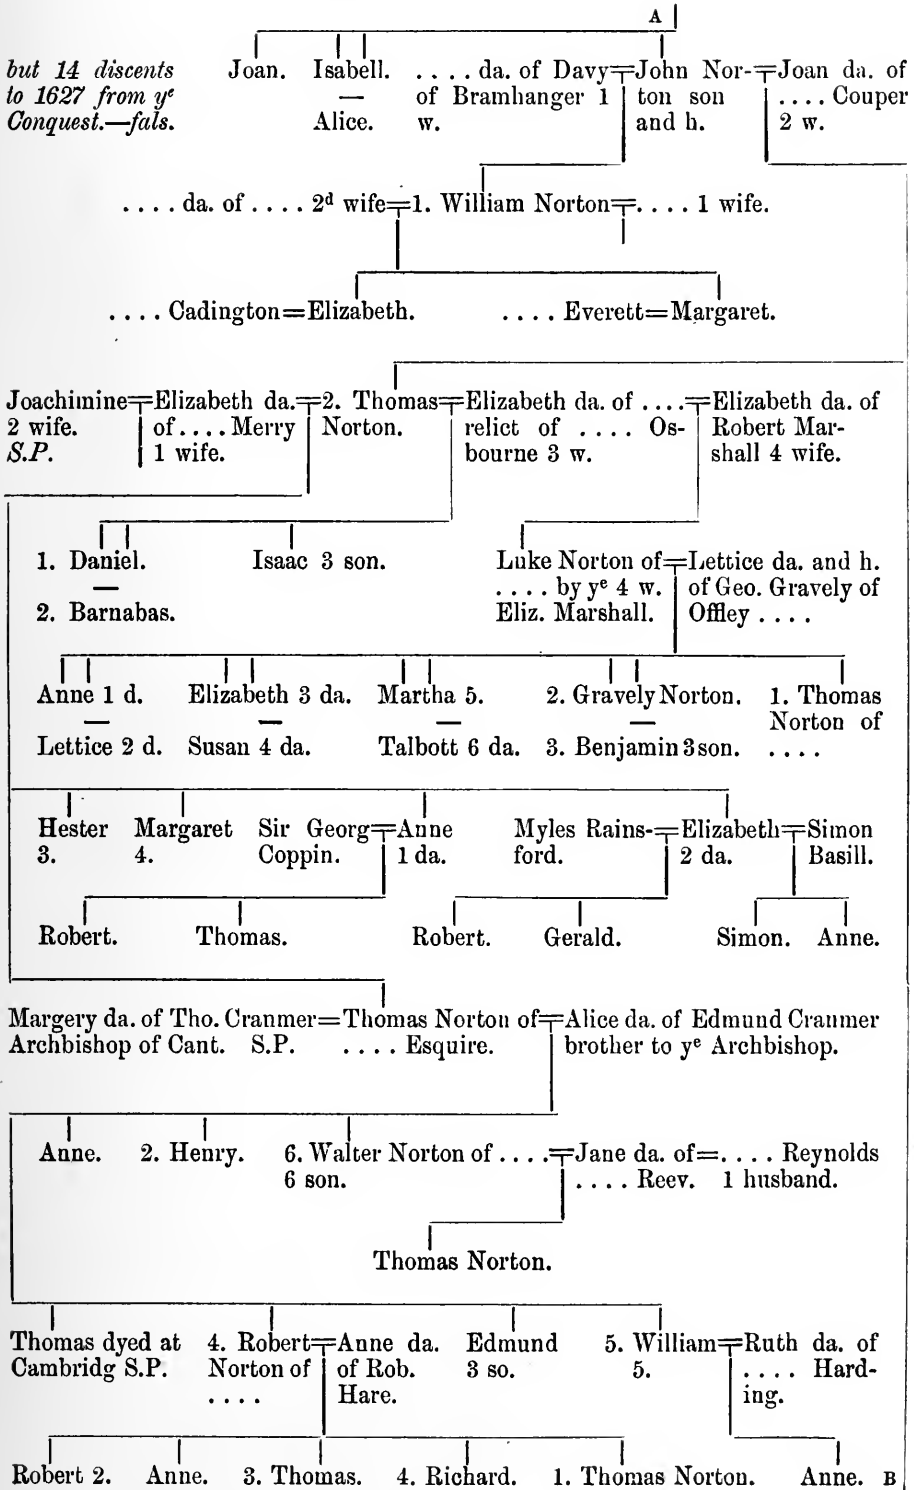 A
but 14 discents Joan. Isabell. .... da. of Davy=John Nor-=Joan da. of
to 1627 from yᵉ — of Bramhanger 1 ton son .... Couper
Conquest.—fals. Alice. w. and h. 2 w.
.... da. of .... 2ᵈ wife=1. William Norton=.... 1 wife.
.... Cadington=Elizabeth. .... Everett=Margaret.
Joachimine=Elizabeth da.=2. Thomas=Elizabeth da. of ....=Elizabeth da. of
2 wife. of.... Merry Norton. relict of .... Os- Robert Mar-
S.P. 1 wife. bourne 3 w. shall 4 wife.
1. Daniel. Isaac 3 son. Luke Norton of=Lettice da. and h.
— .... by yᵉ 4 w. of Geo. Gravely of
2. Barnabas. Eliz. Marshall. Offley ....
Anne 1 d. Elizabeth 3 da. Martha 5. 2. Gravely Norton. 1. Thomas
— — — — Norton of
Lettice 2 d. Susan 4 da. Talbott 6 da. 3. Benjamin 3 son. ....
Hester Margaret Sir Georg=Anne Myles Rains-=Elizabeth=Simon
3. 4. Coppin. 1 da. ford. 2 da. Basill.
Robert. Thomas. Robert. Gerald. Simon. Anne.
Margery da. of Tho. Cranmer=Thomas Norton of=Alice da. of Edmund Cranmer
Archbishop of Cant. S.P. .... Esquire. brother to yᵉ Archbishop.
Anne. 2. Henry. 6. Walter Norton of ....=Jane da. of=.... Reynolds
6 son. .... Reev. 1 husband.
Thomas Norton.
Thomas dyed at 4. Robert=Anne da. Edmund 5. William=Ruth da. of
Cambridg S.P. Norton of of Rob. 3 so. 5. .... Hard-
.... Hare. ing.
Robert 2. Anne. 3. Thomas. 4. Richard. 1. Thomas Norton. Anne. B